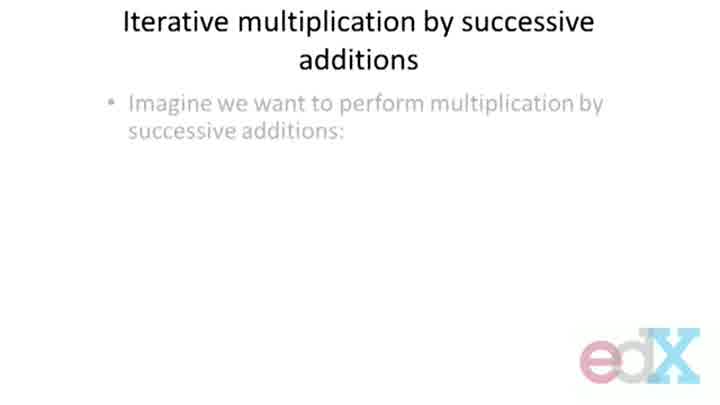 Iterative multiplication by successive
additions
• Imagine we want to perform multiplication by
successive additions:
edX